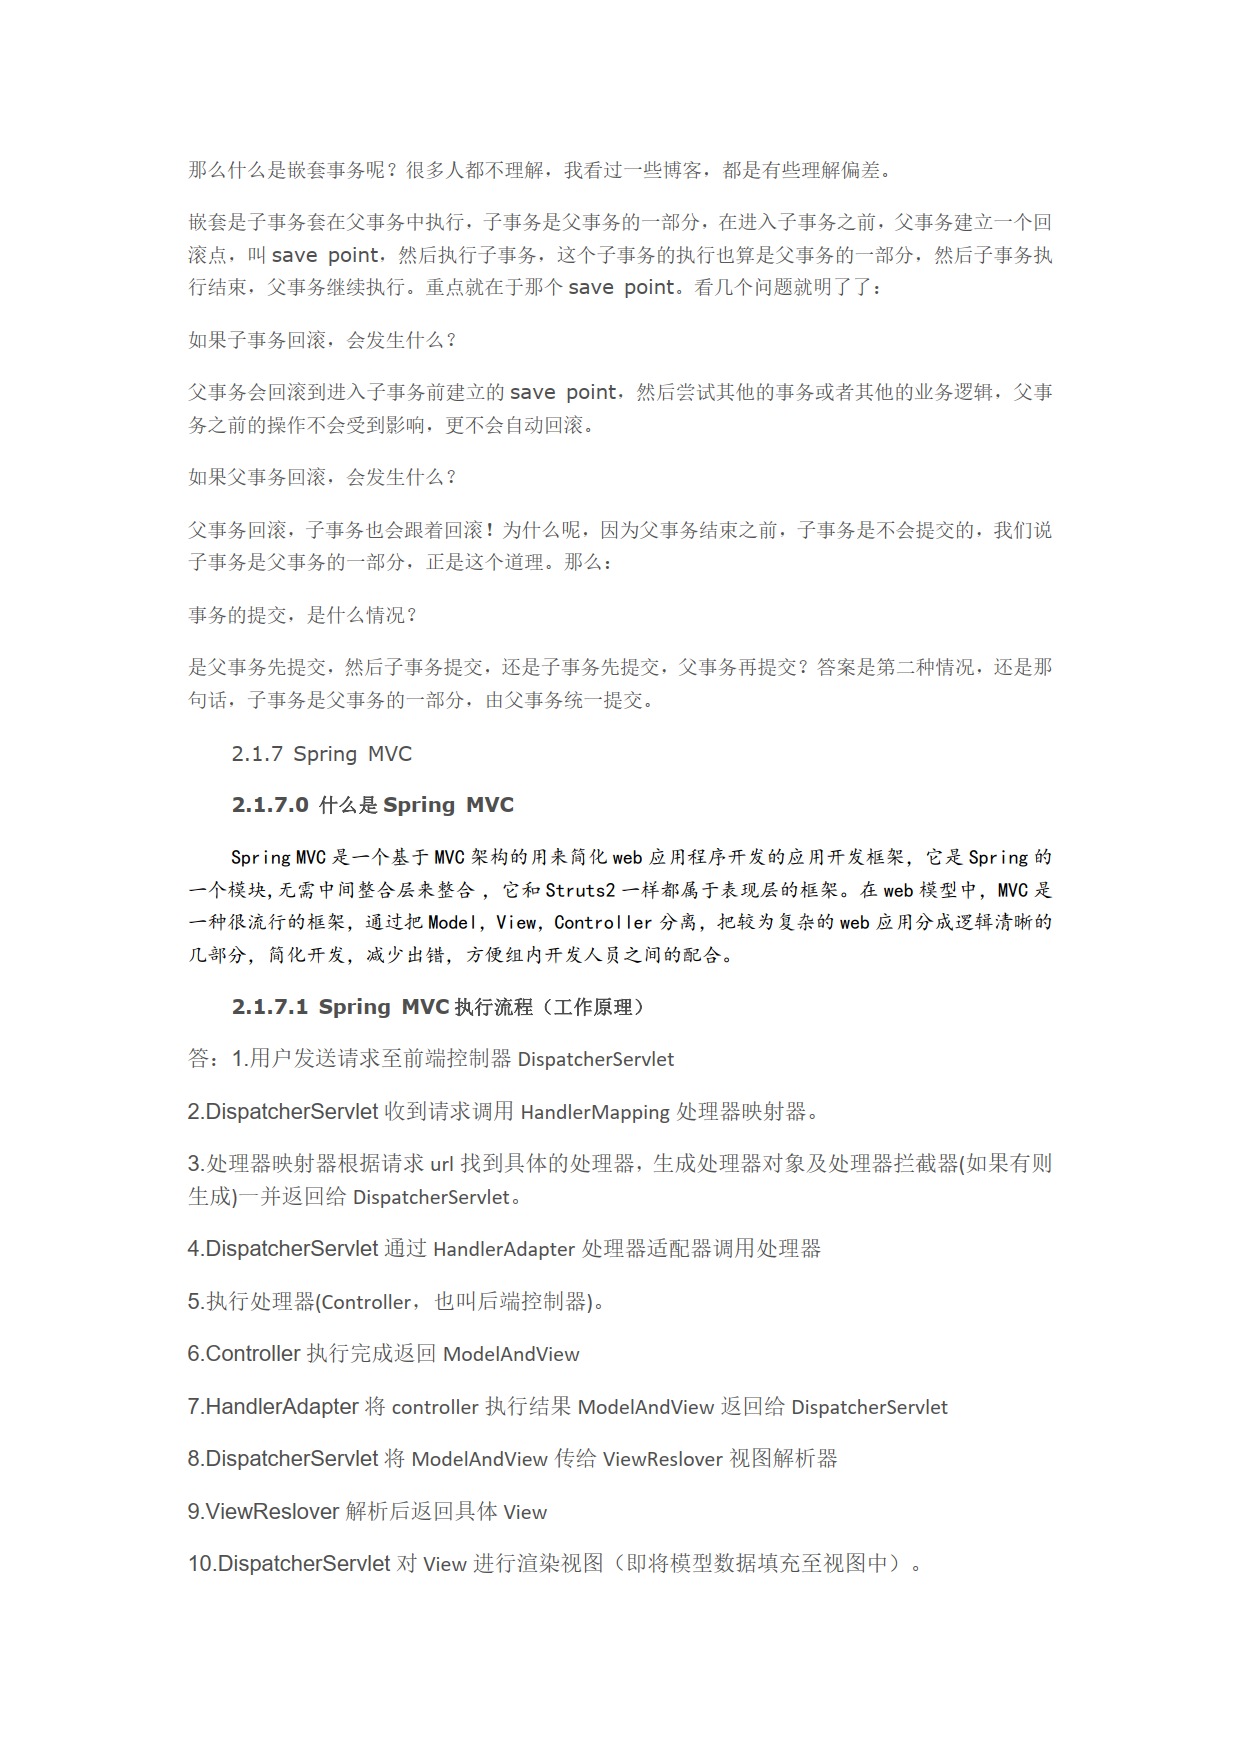 那么什么是嵌套事务呢？很多人都不理解，我看过一些博客，都是有些理解偏差。
嵌套是子事务套在父事务中执行，子事务是父事务的一部分，在进入子事务之前，父事务建立一个回
滚点，叫 save point，然后执行子事务，这个子事务的执行也算是父事务的一部分，然后子事务执
行结束，父事务继续执行。重点就在于那个 save point。看几个问题就明了了：
如果子事务回滚，会发生什么？
父事务会回滚到进入子事务前建立的 save point，然后尝试其他的事务或者其他的业务逻辑，父事
务之前的操作不会受到影响，更不会自动回滚。
如果父事务回滚，会发生什么？
父事务回滚，子事务也会跟着回滚！为什么呢，因为父事务结束之前，子事务是不会提交的，我们说
子事务是父事务的一部分，正是这个道理。那么：
事务的提交，是什么情况？
是父事务先提交，然后子事务提交，还是子事务先提交，父事务再提交？答案是第二种情况，还是那
句话，子事务是父事务的一部分，由父事务统一提交。
2.1.7 Spring MVC
2.1.7.0 什么是 Spring MVC
Spring MVC 是一个基于 MVC 架构的用来简化 web 应用程序开发的应用开发框架，它是 Spring 的
一个模块,无需中间整合层来整合 ，它和 Struts2 一样都属于表现层的框架。在 web 模型中，MVC 是
一种很流行的框架，通过把 Model，View，Controller 分离，把较为复杂的 web 应用分成逻辑清晰的
几部分，简化开发，减少出错，方便组内开发人员之间的配合。
2.1.7.1 Spring MVC 执行流程（工作原理）
答：1.用户发送请求至前端控制器 DispatcherServlet
2.DispatcherServlet 收到请求调用 HandlerMapping 处理器映射器。
3.处理器映射器根据请求 url 找到具体的处理器，生成处理器对象及处理器拦截器(如果有则
生成)一并返回给 DispatcherServlet。
4.DispatcherServlet 通过 HandlerAdapter 处理器适配器调用处理器
5.执行处理器(Controller，也叫后端控制器)。
6.Controller 执行完成返回 ModelAndView
7.HandlerAdapter 将 controller 执行结果 ModelAndView 返回给 DispatcherServlet
8.DispatcherServlet 将 ModelAndView 传给 ViewReslover 视图解析器
9.ViewReslover 解析后返回具体 View
10.DispatcherServlet 对 View 进行渲染视图（即将模型数据填充至视图中）。